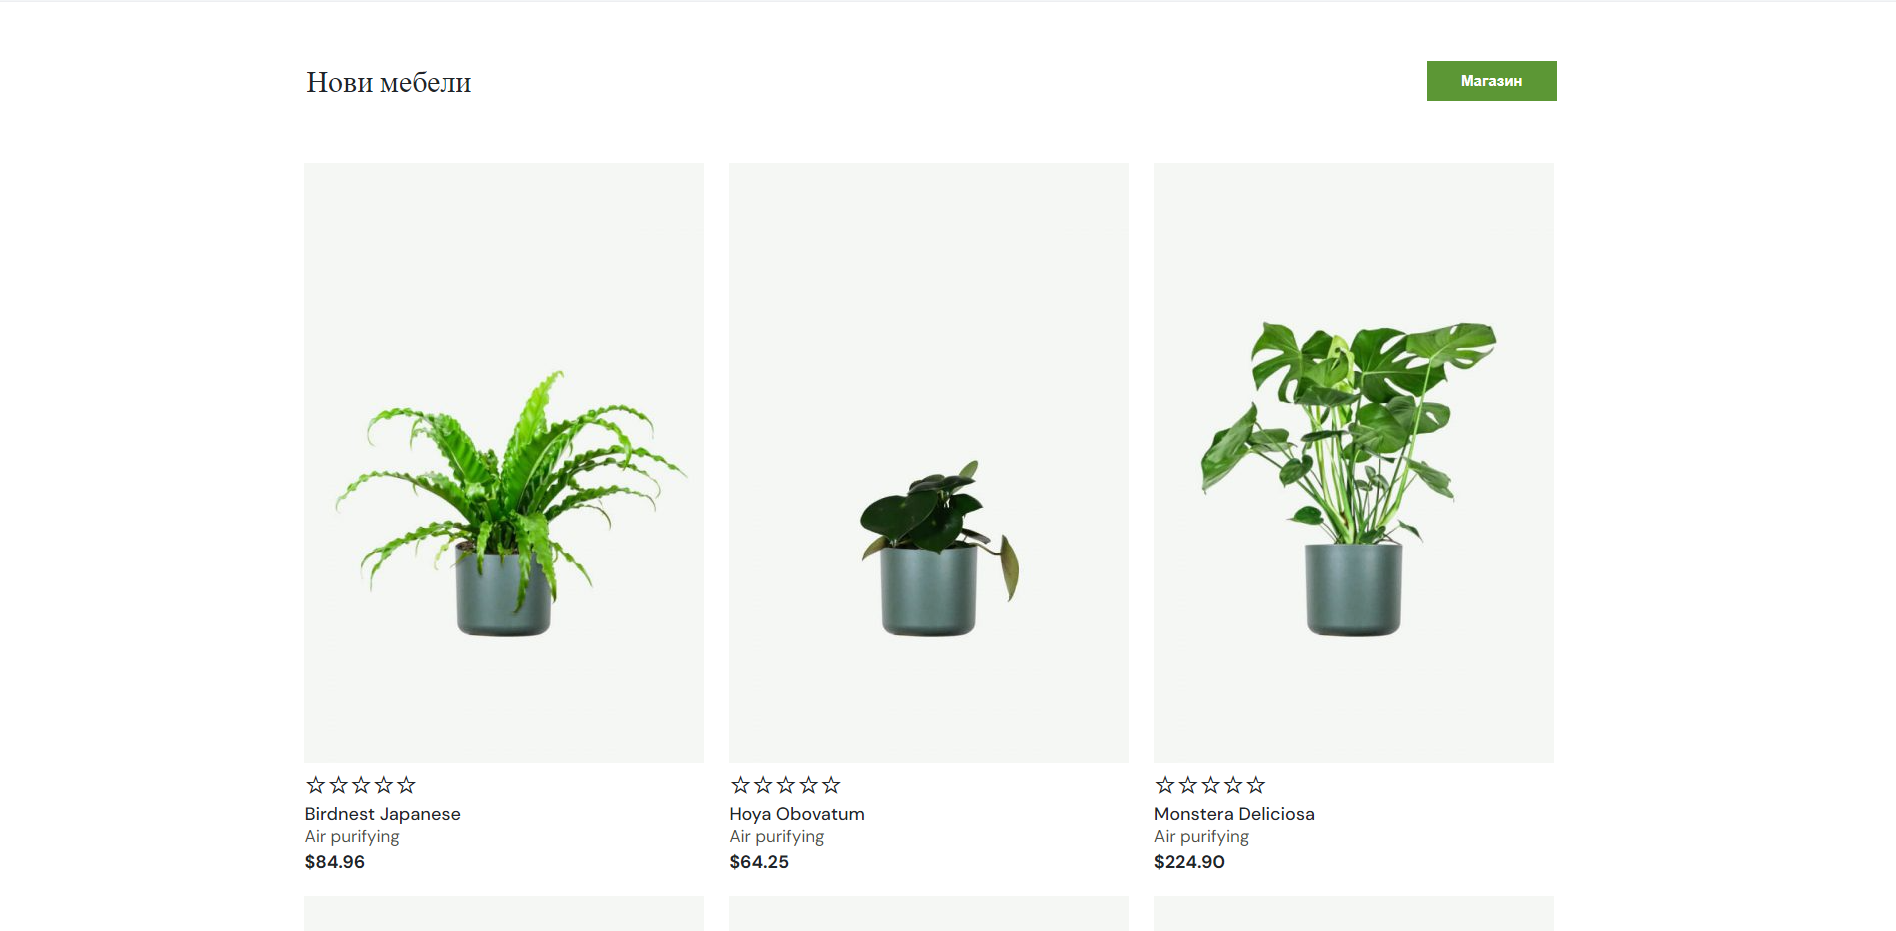 Нови мебели
Магазин
Birdnest Japanese
Air purifying
$84.96
Hoya Obovatum
Air purifying
$64.25
Monstera Deliciosa
Air purifying
$224.90